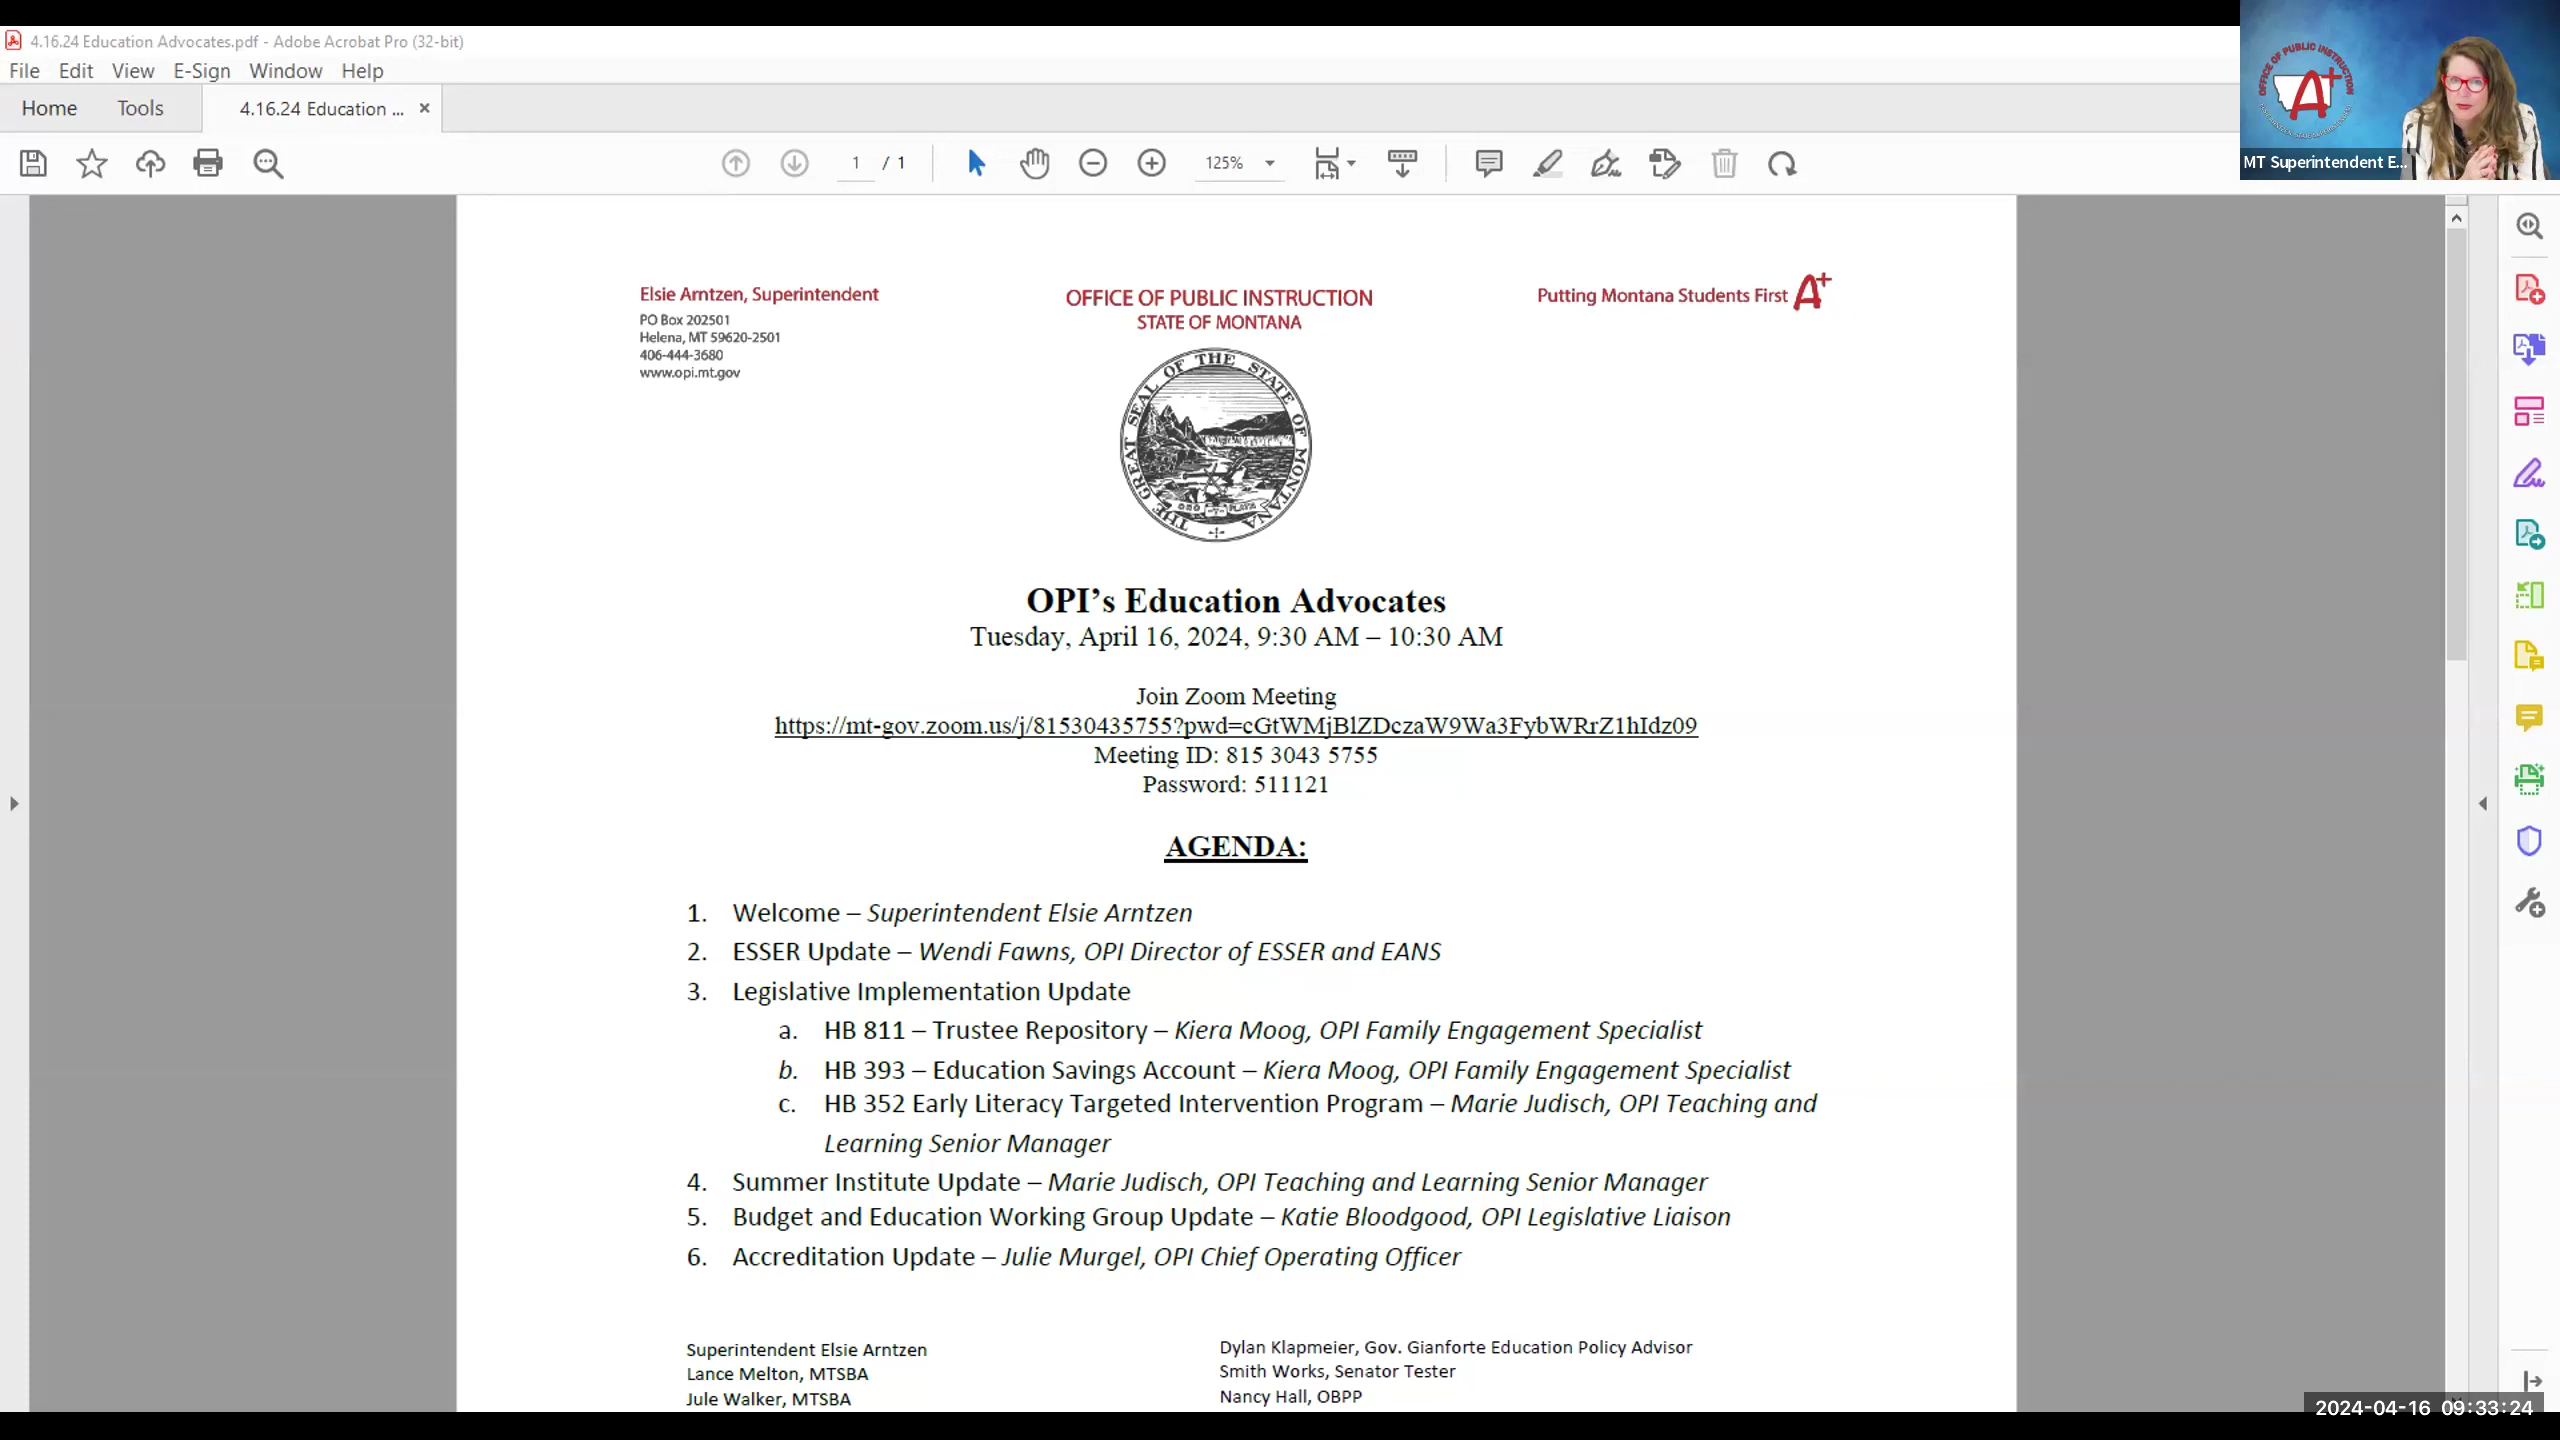 4.16.24 Education Advocates.pdf - Adobe Acrobat Pro (32-bit)
File Edit View E-Sign Window Help
Home Tools 4.16.24 Education ... ×
1 / 1 125%
OFFICE OF PUBLIC INSTRUCTION
A+
MT Superintendent E...
Elsie Arntzen, Superintendent
PO Box 202501
Helena, MT 59620-2501
406-444-3680
www.opi.mt.gov
OFFICE OF PUBLIC INSTRUCTION
STATE OF MONTANA
Putting Montana Students First A+
THE GREAT SEAL OF THE STATE OF MONTANA
ORO Y PLATA
OPI’s Education Advocates
Tuesday, April 16, 2024, 9:30 AM – 10:30 AM
Join Zoom Meeting
https://mt-gov.zoom.us/j/81530435755?pwd=cGtWMjBlZDczaW9Wa3FybWRrZ1hIdz09
Meeting ID: 815 3043 5755
Password: 511121
AGENDA:
1. Welcome – Superintendent Elsie Arntzen
2. ESSER Update – Wendi Fawns, OPI Director of ESSER and EANS
3. Legislative Implementation Update
a. HB 811 – Trustee Repository – Kiera Moog, OPI Family Engagement Specialist
b. HB 393 – Education Savings Account – Kiera Moog, OPI Family Engagement Specialist
c. HB 352 Early Literacy Targeted Intervention Program – Marie Judisch, OPI Teaching and
Learning Senior Manager
4. Summer Institute Update – Marie Judisch, OPI Teaching and Learning Senior Manager
5. Budget and Education Working Group Update – Katie Bloodgood, OPI Legislative Liaison
6. Accreditation Update – Julie Murgel, OPI Chief Operating Officer
Superintendent Elsie Arntzen
Lance Melton, MTSBA
Jule Walker, MTSBA
Dylan Klapmeier, Gov. Gianforte Education Policy Advisor
Smith Works, Senator Tester
Nancy Hall, OBPP
2024-04-16 09:33:24